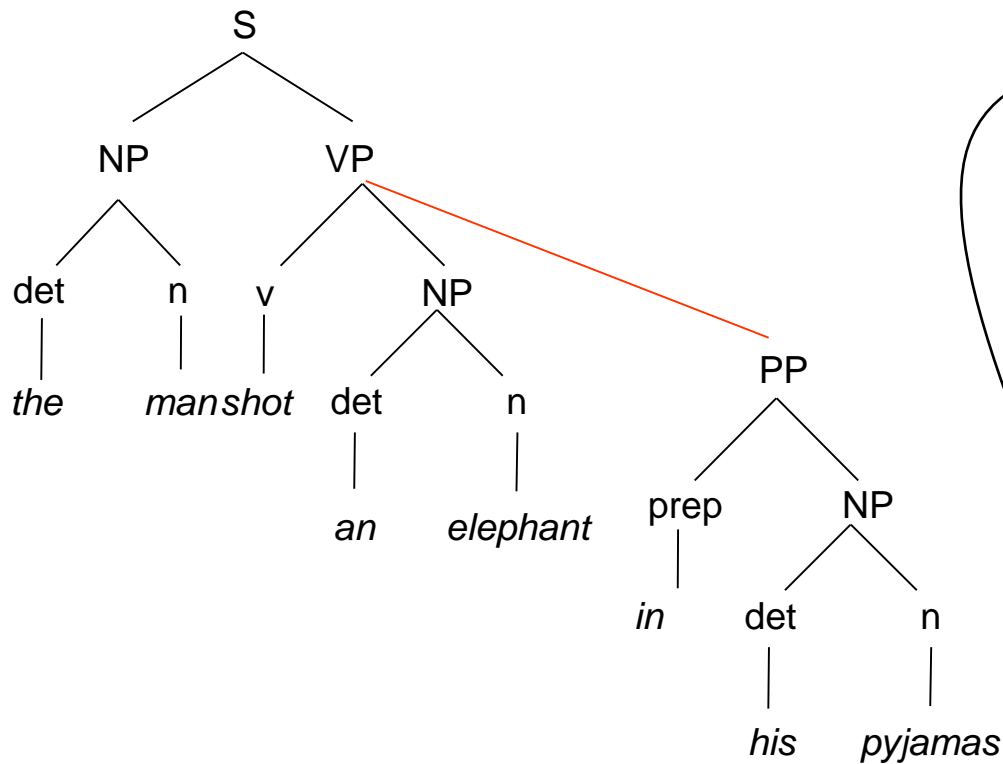 S
NP VP
det n v NP
PP
the man shot det n
prep NP
an elephant
in det n
his pyjamas